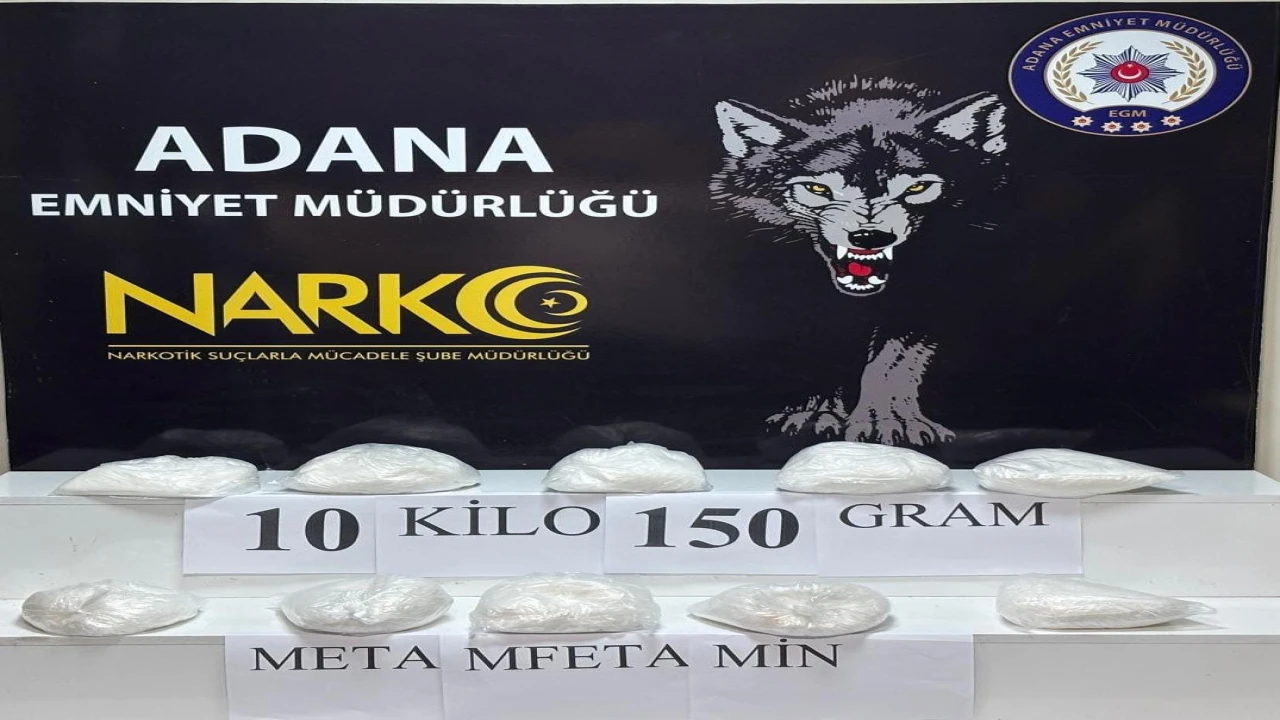 ADANA EMNİYET MÜDÜRLÜĞÜ
EGM
ADANA
EMNİYET MÜDÜRLÜĞÜ
NARKO
NARKOTİK SUÇLARLA MÜCADELE ŞUBE MÜDÜRLÜĞÜ
10 KİLO 150 GRAM
META MFETA MİN